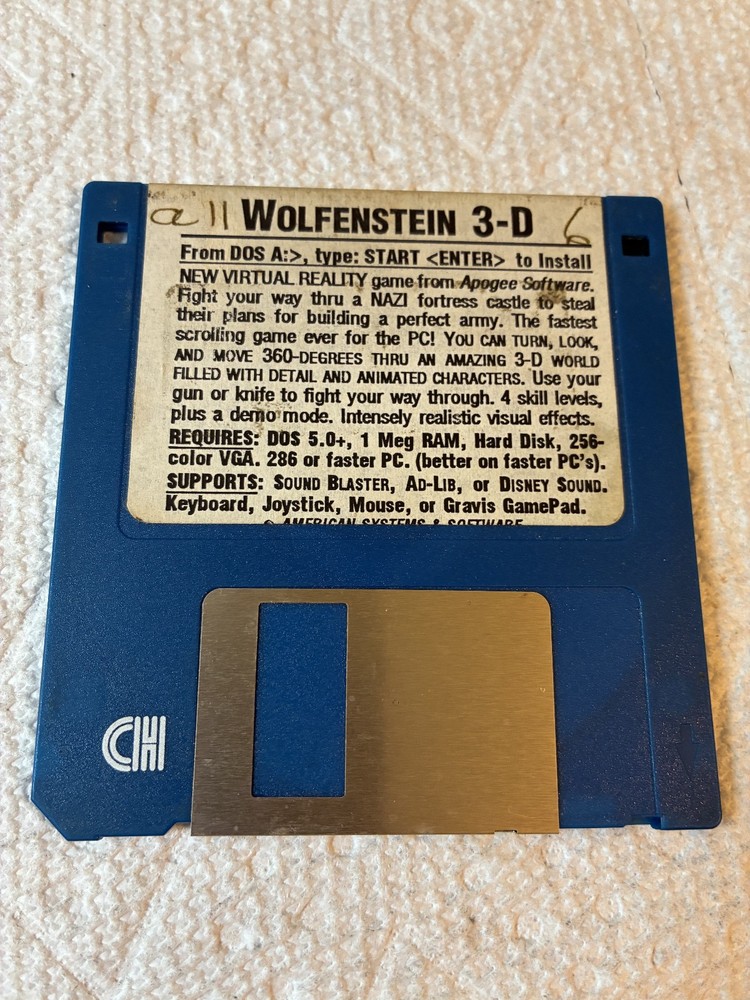 all WOLFENSTEIN 3-D 6
From DOS A:>, type: START <ENTER> to Install
NEW VIRTUAL REALITY game from Apogee Software.
Fight your way thru a NAZI fortress castle to steal
their plans for building a perfect army. The fastest
scrolling game ever for the PC! YOU CAN TURN, LOOK,
AND MOVE 360-DEGREES THRU AN AMAZING 3-D WORLD
FILLED WITH DETAIL AND ANIMATED CHARACTERS. Use your
gun or knife to fight your way through. 4 skill levels,
plus a demo mode. Intensely realistic visual effects.
REQUIRES: DOS 5.0+, 1 Meg RAM, Hard Disk, 256-
color VGA. 286 or faster PC. (better on faster PC's).
SUPPORTS: SOUND BLASTER, AD-LIB, or DISNEY SOUND.
Keyboard, Joystick, Mouse, or Gravis GamePad.
© AMERICAN SYSTEMS & SOFTWARE
CH